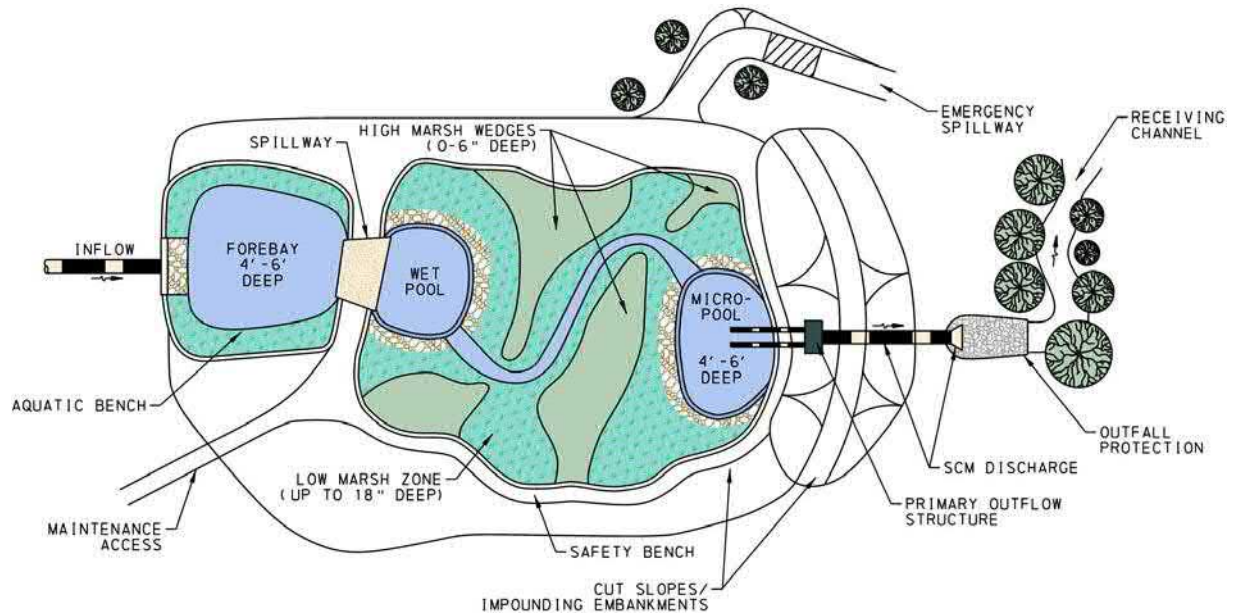 EMERGENCY
SPILLWAY
RECEIVING
CHANNEL
HIGH MARSH WEDGES
(0-6" DEEP)
SPILLWAY
INFLOW
FOREBAY
4'-6'
DEEP
WET
POOL
MICRO-
POOL
4'-6'
DEEP
AQUATIC BENCH
OUTFALL
PROTECTION
LOW MARSH ZONE
(UP TO 18" DEEP)
SCM DISCHARGE
PRIMARY OUTFLOW
STRUCTURE
MAINTENANCE
ACCESS
SAFETY BENCH
CUT SLOPES/
IMPOUNDING EMBANKMENTS